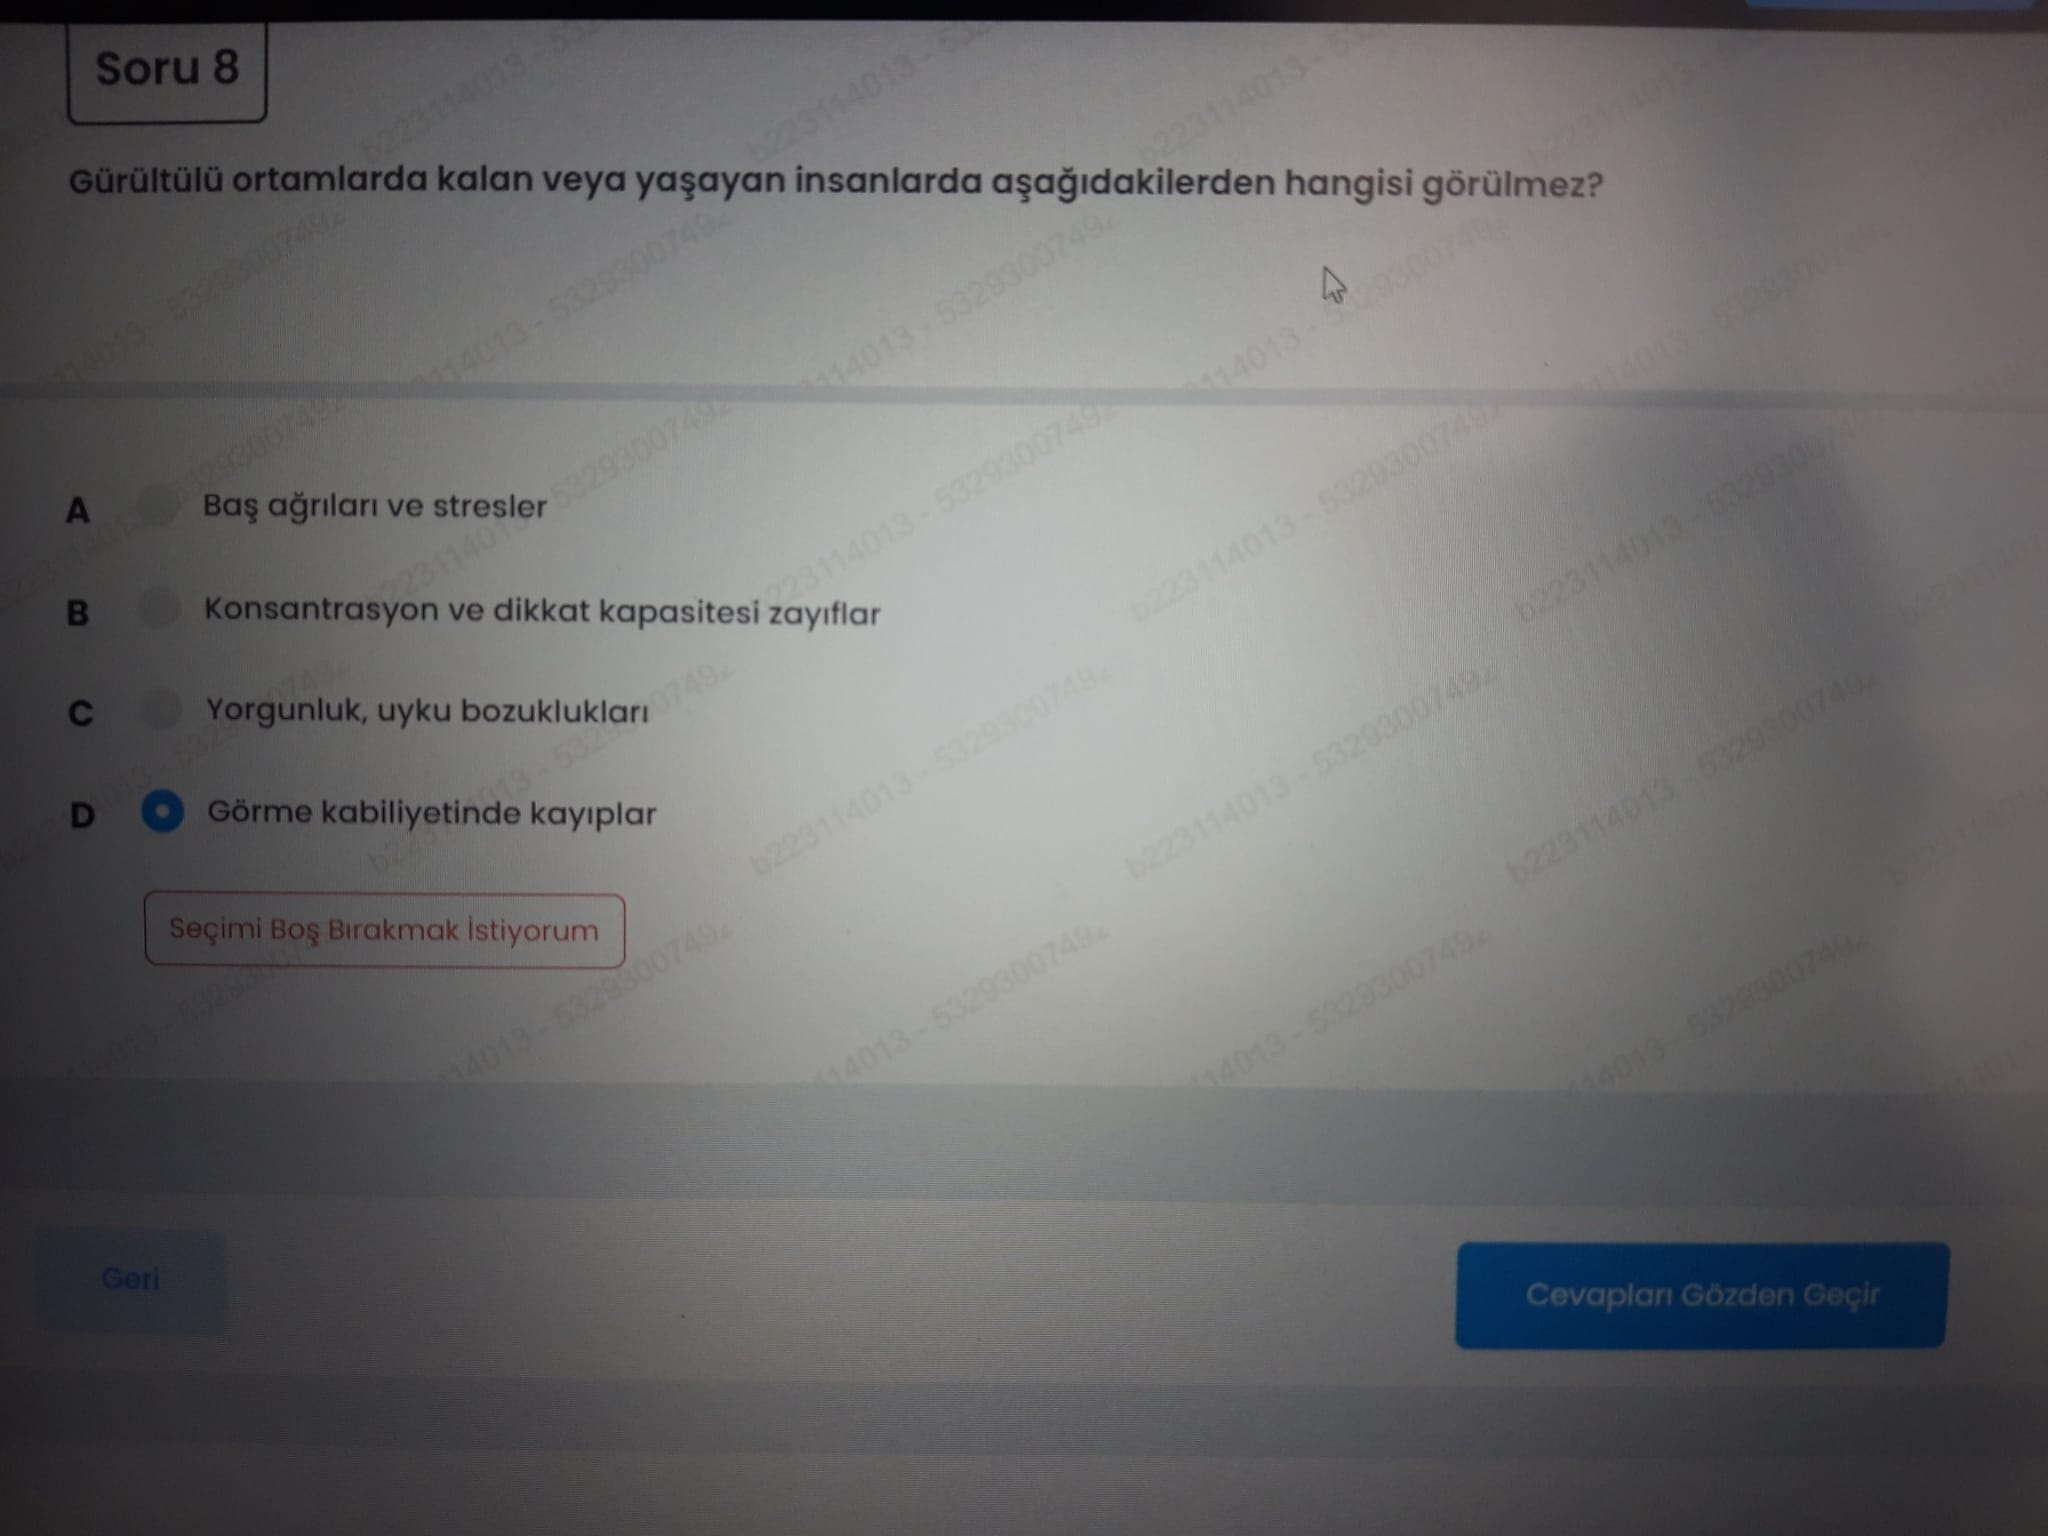 Soru 8
Gürültülü ortamlarda kalan veya yaşayan insanlarda aşağıdakilerden hangisi görülmez?
A Baş ağrıları ve stresler
B Konsantrasyon ve dikkat kapasitesi zayıflar
C Yorgunluk, uyku bozuklukları
D Görme kabiliyetinde kayıplar
Seçimi Boş Bırakmak İstiyorum
Geri
Cevapları Gözden Geçir